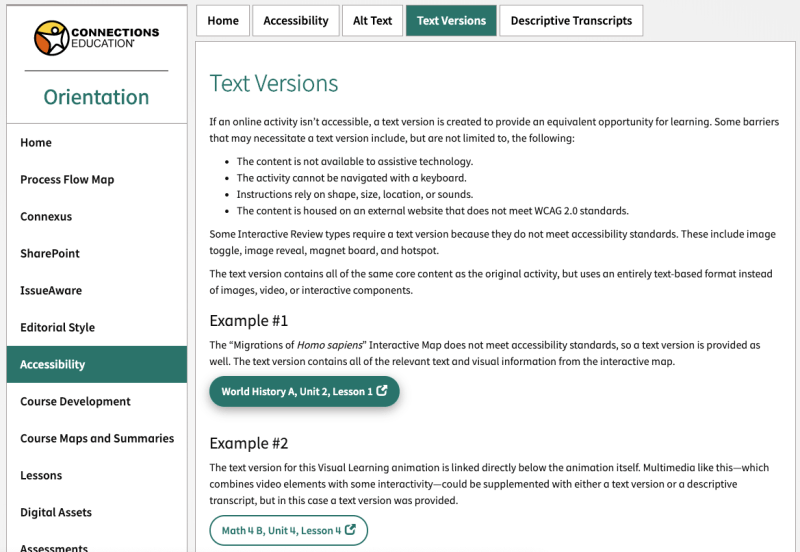 CONNECTIONS
EDUCATION
Orientation
Home
Process Flow Map
Connexus
SharePoint
IssueAware
Editorial Style
Accessibility
Course Development
Course Maps and Summaries
Lessons
Digital Assets
Assessments
Home
Accessibility
Alt Text
Text Versions
Descriptive Transcripts
Text Versions
If an online activity isn't accessible, a text version is created to provide an equivalent opportunity for learning. Some barriers
that may necessitate a text version include, but are not limited to, the following:
• The content is not available to assistive technology.
• The activity cannot be navigated with a keyboard.
• Instructions rely on shape, size, location, or sounds.
• The content is housed on an external website that does not meet WCAG 2.0 standards.
Some Interactive Review types require a text version because they do not meet accessibility standards. These include image
toggle, image reveal, magnet board, and hotspot.
The text version contains all of the same core content as the original activity, but uses an entirely text-based format instead
of images, video, or interactive components.
Example #1
The “Migrations of Homo sapiens” Interactive Map does not meet accessibility standards, so a text version is provided as
well. The text version contains all of the relevant text and visual information from the interactive map.
World History A, Unit 2, Lesson 1
Example #2
The text version for this Visual Learning animation is linked directly below the animation itself. Multimedia like this—which
combines video elements with some interactivity—could be supplemented with either a text version or a descriptive
transcript, but in this case a text version was provided.
Math 4 B, Unit 4, Lesson 4